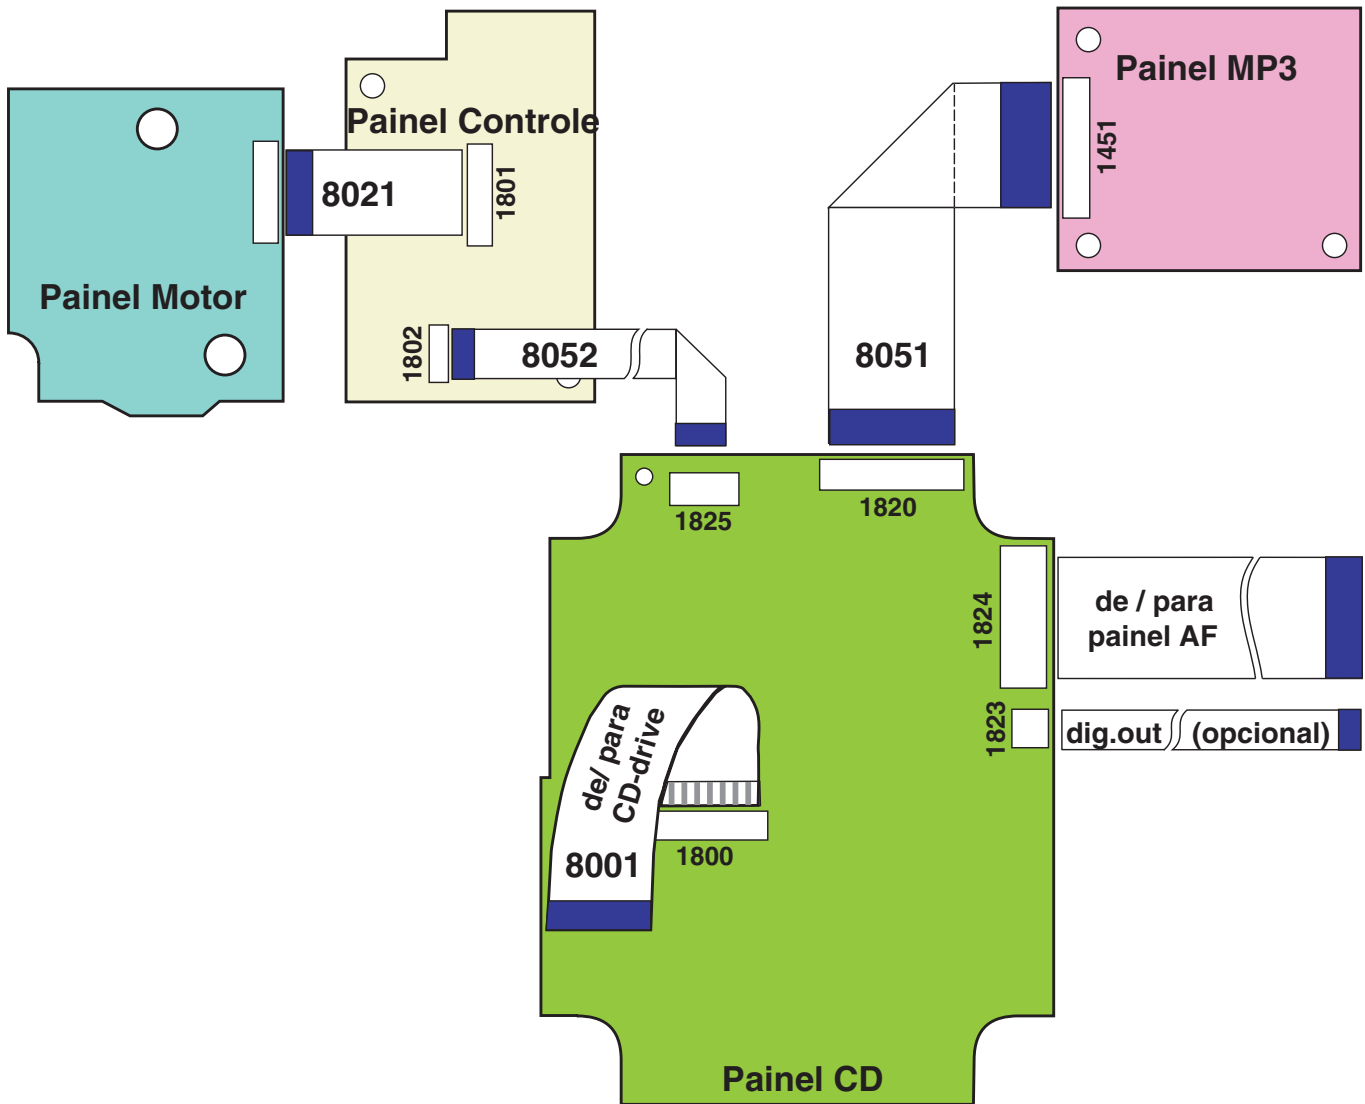 Painel MP3
Painel Controle
1451
8021
1801
Painel Motor
1802
8052
8051
1825
1820
1824
de / para
painel AF
1823
dig.out (opcional)
de/ para
CD-drive
8001
1800
Painel CD